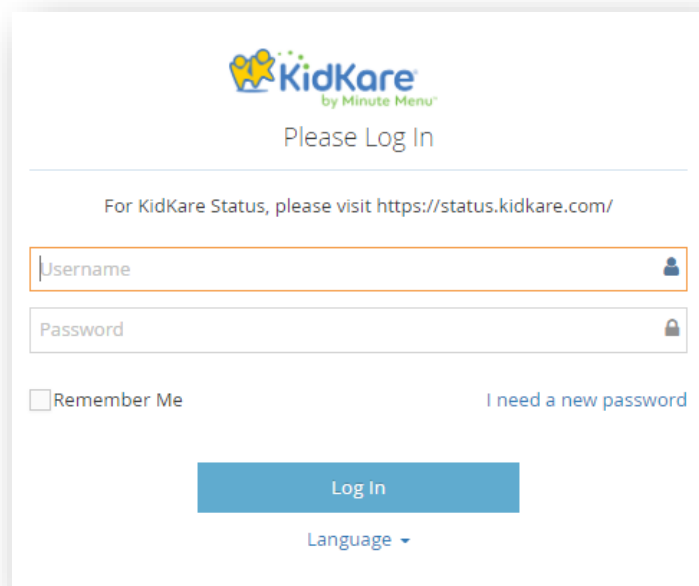 KidKare
by Minute Menu™
Please Log In
For KidKare Status, please visit https://status.kidkare.com/
Username
Password
Remember Me
I need a new password
Log In
Language